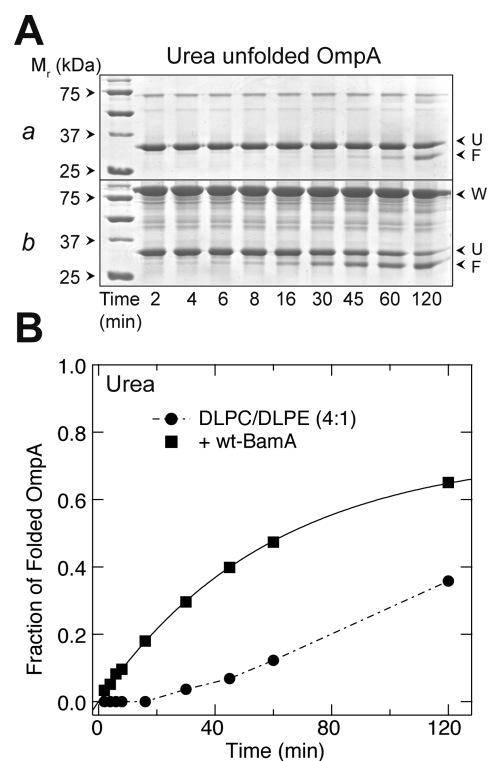 A
Urea unfolded OmpA
Mr (kDa)
75
a
37
U
F
25
75
W
b
37
U
F
25
Time (min)
2 4 6 8 16 30 45 60 120
B
Urea
DLPC/DLPE (4:1)
+ wt-BamA
Fraction of Folded OmpA
1.0
0.8
0.6
0.4
0.2
0.0
0 40 80 120
Time (min)